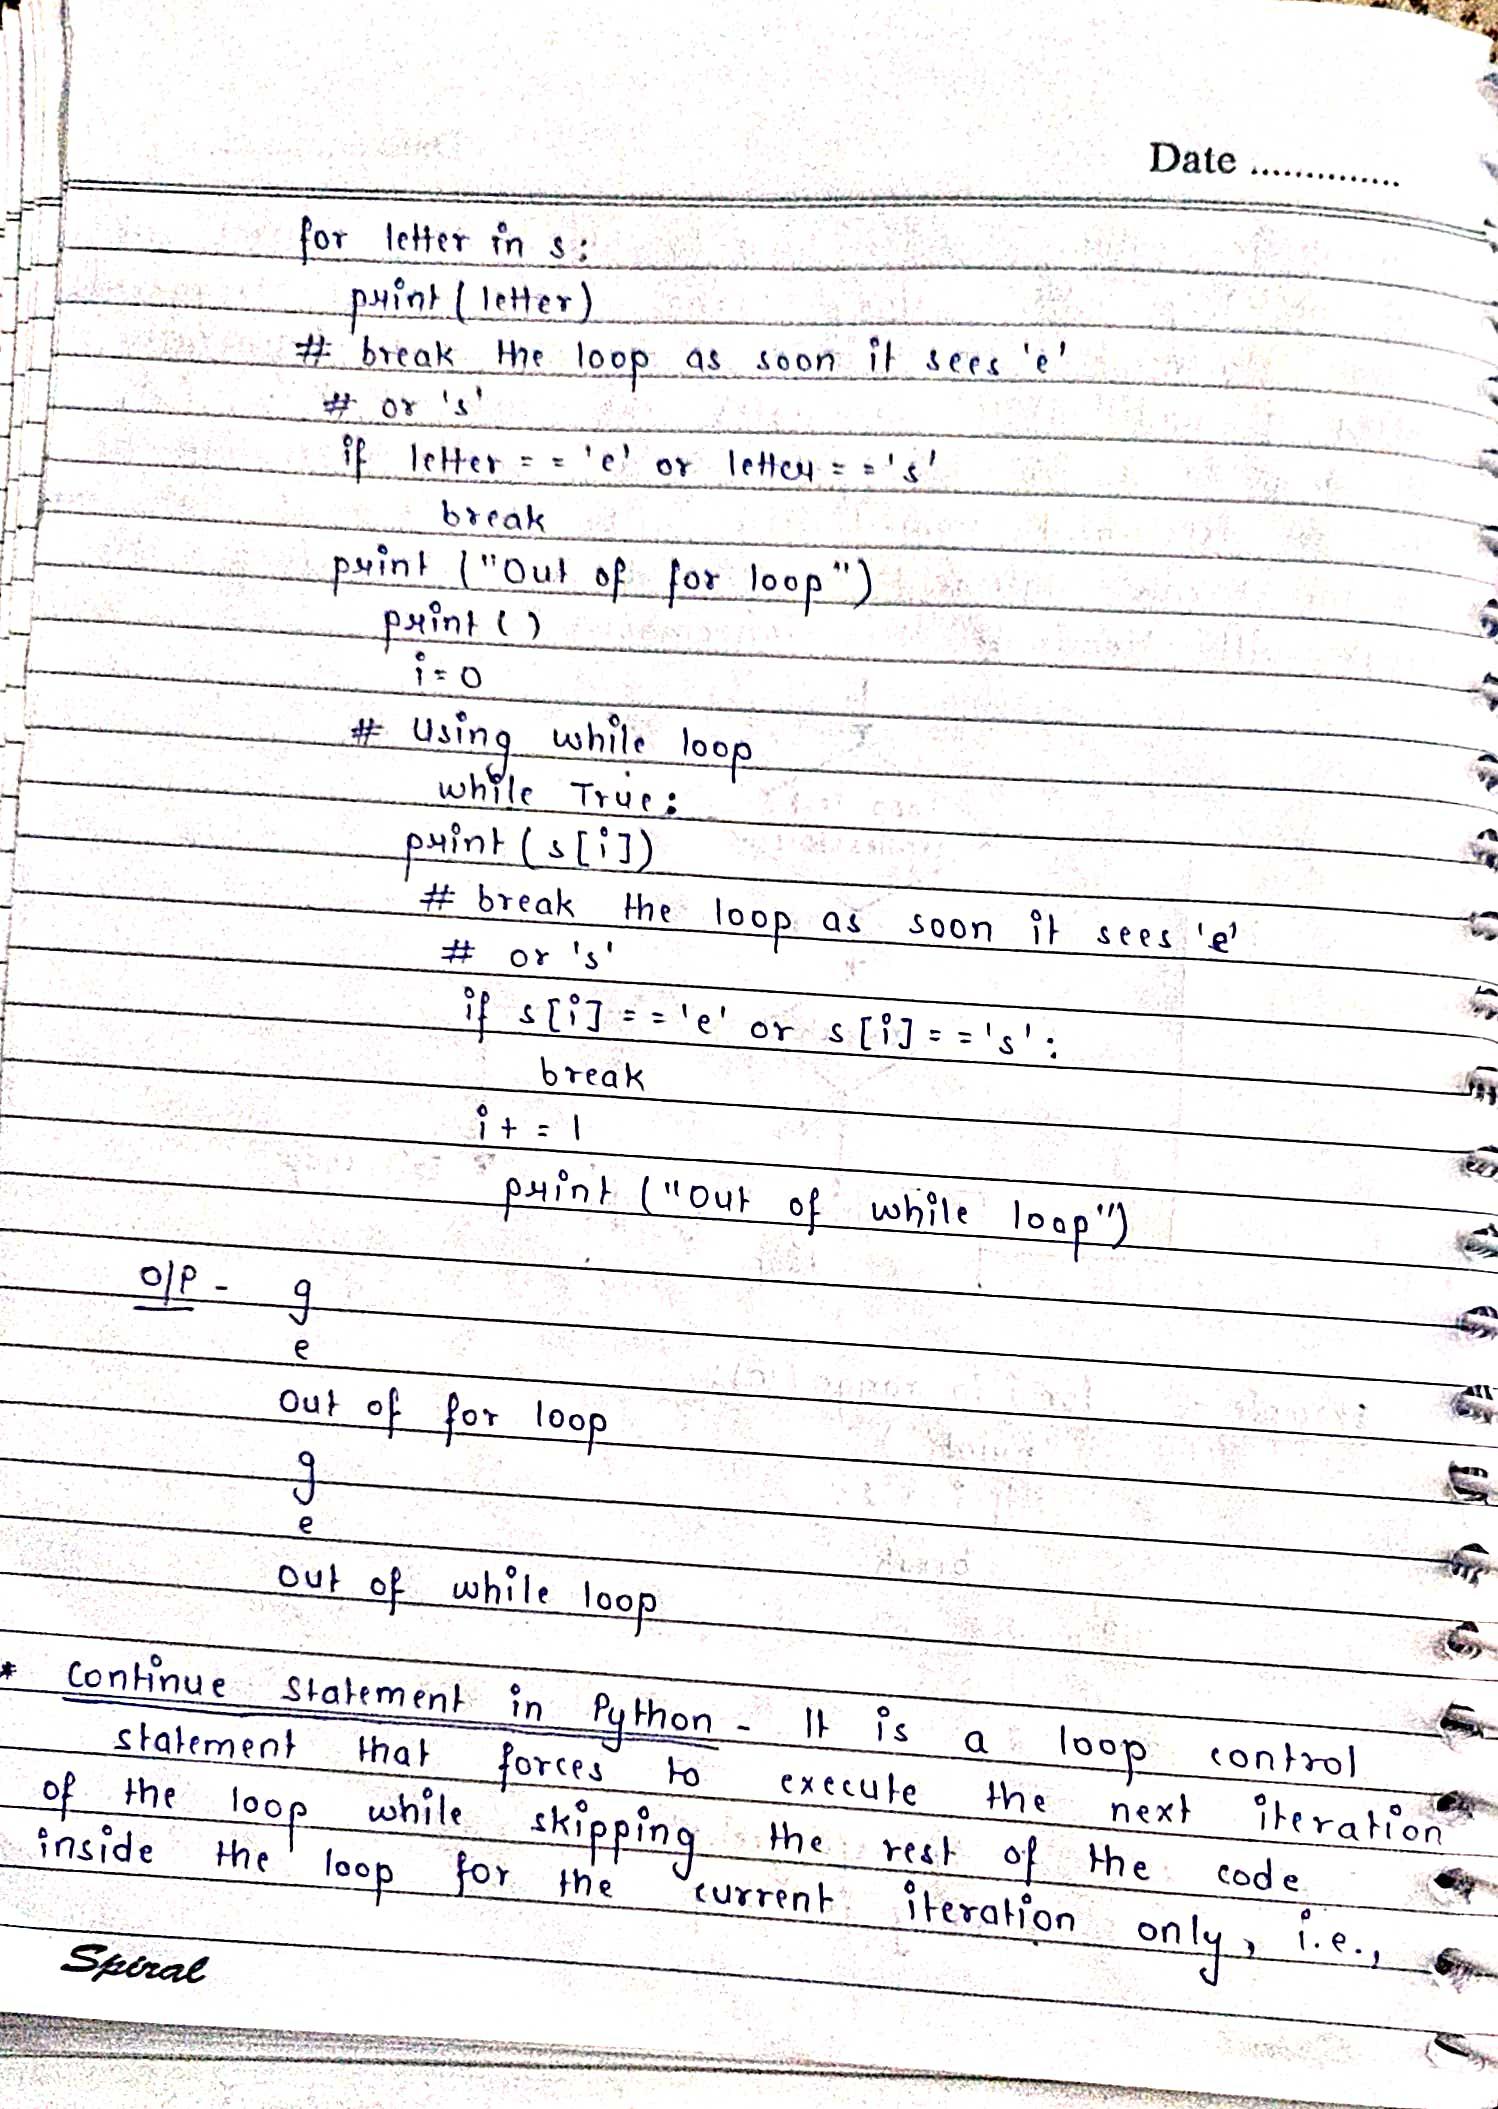 Date ..............
for letter in s:
print (letter)
# break the loop as soon it sees 'e'
# or 's'
if letter == 'e' or letter == 's'
break
print ("Out of for loop")
print ()
i = 0
# Using while loop
while True:
print (s[i])
# break the loop as soon it sees 'e'
# or 's'
if s[i] == 'e' or s[i] == 's':
break
i += 1
print ("Out of while loop")
O/P - g
e
Out of for loop
g
e
Out of while loop
* Continue Statement in Python - It is a loop control
statement that forces to execute the next iteration
of the loop while skipping the rest of the code
inside the loop for the current iteration only, i.e.,
Spiral